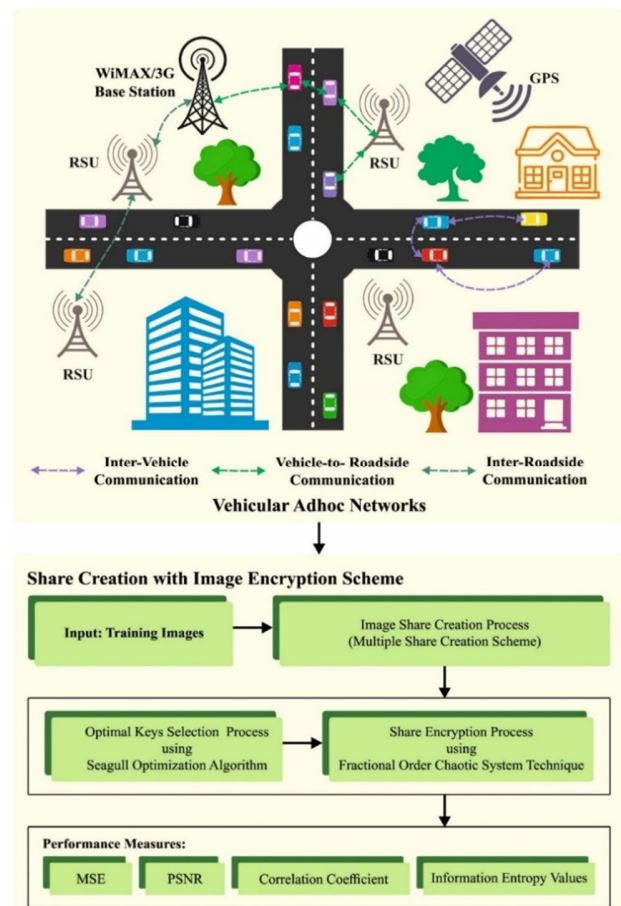 WiMAX/3G
Base Station
GPS
RSU
RSU
RSU
RSU
Inter-Vehicle
Communication
Vehicle-to- Roadside
Communication
Inter-Roadside
Communication
Vehicular Adhoc Networks
Share Creation with Image Encryption Scheme
Input: Training Images
Image Share Creation Process
(Multiple Share Creation Scheme)
Optimal Keys Selection Process
using
Seagull Optimization Algorithm
Share Encryption Process
using
Fractional Order Chaotic System Technique
Performance Measures:
MSE
PSNR
Correlation Coefficient
Information Entropy Values